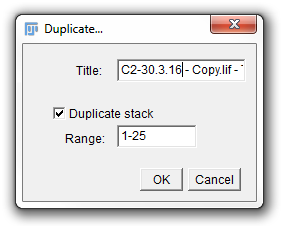 Duplicate...
Title: C2-30.3.16 - Copy.lif -
Duplicate stack
Range: 1-25
OK Cancel